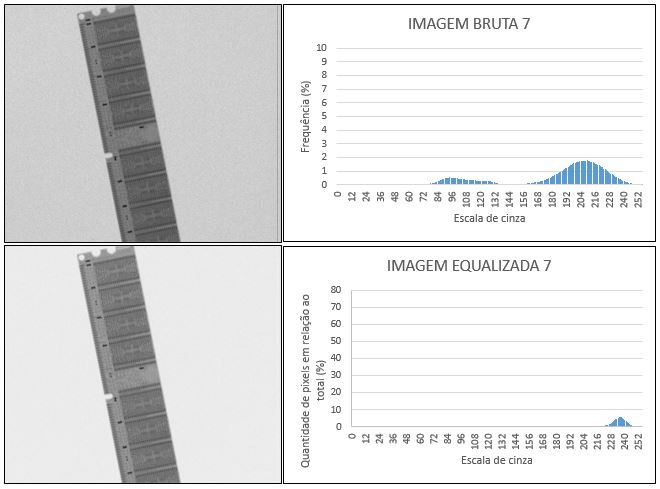 IMAGEM BRUTA 7
Frequência (%)
10
9
8
7
6
5
4
3
2
1
0
0 12 24 36 48 60 72 84 96 108 120 132 144 156 168 180 192 204 216 228 240 252
Escala de cinza
IMAGEM EQUALIZADA 7
Quantidade de pixels em relação ao
total (%)
80
70
60
50
40
30
20
10
0
0 12 24 36 48 60 72 84 96 108 120 132 144 156 168 180 192 204 216 228 240 252
Escala de cinza